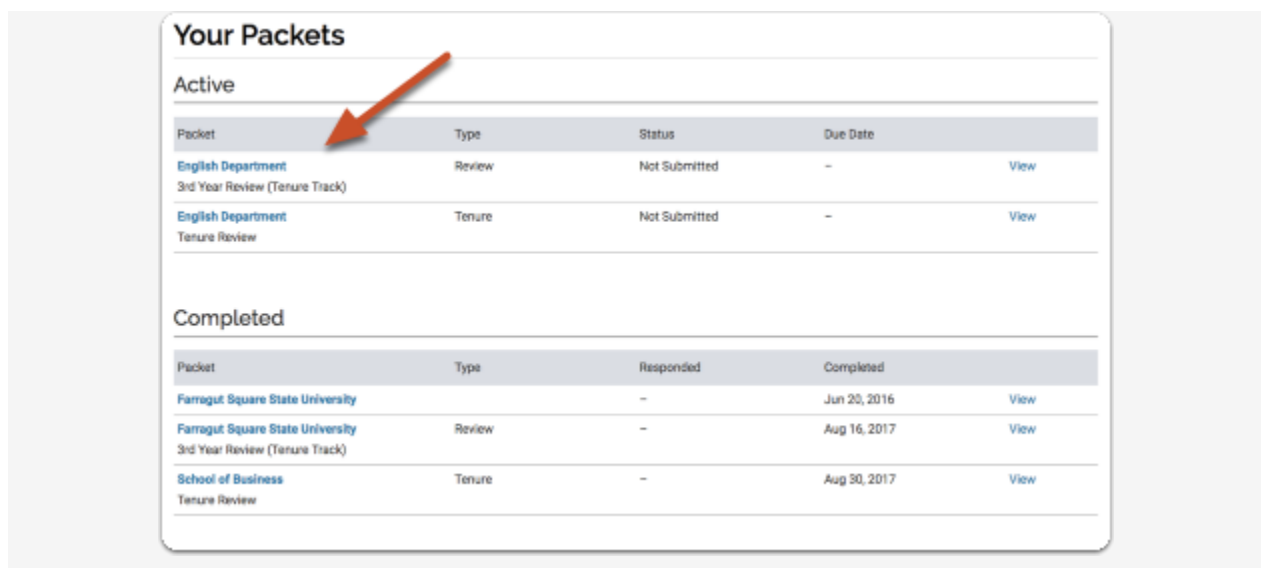 Your Packets
Active
Packet Type Status Due Date
English Department Review Not Submitted – View
3rd Year Review (Tenure Track)
English Department Tenure Not Submitted – View
Tenure Review
Completed
Packet Type Responded Completed
Farragut Square State University – Jun 20, 2016 View
Farragut Square State University Review – Aug 16, 2017 View
3rd Year Review (Tenure Track)
School of Business Tenure – Aug 30, 2017 View
Tenure Review